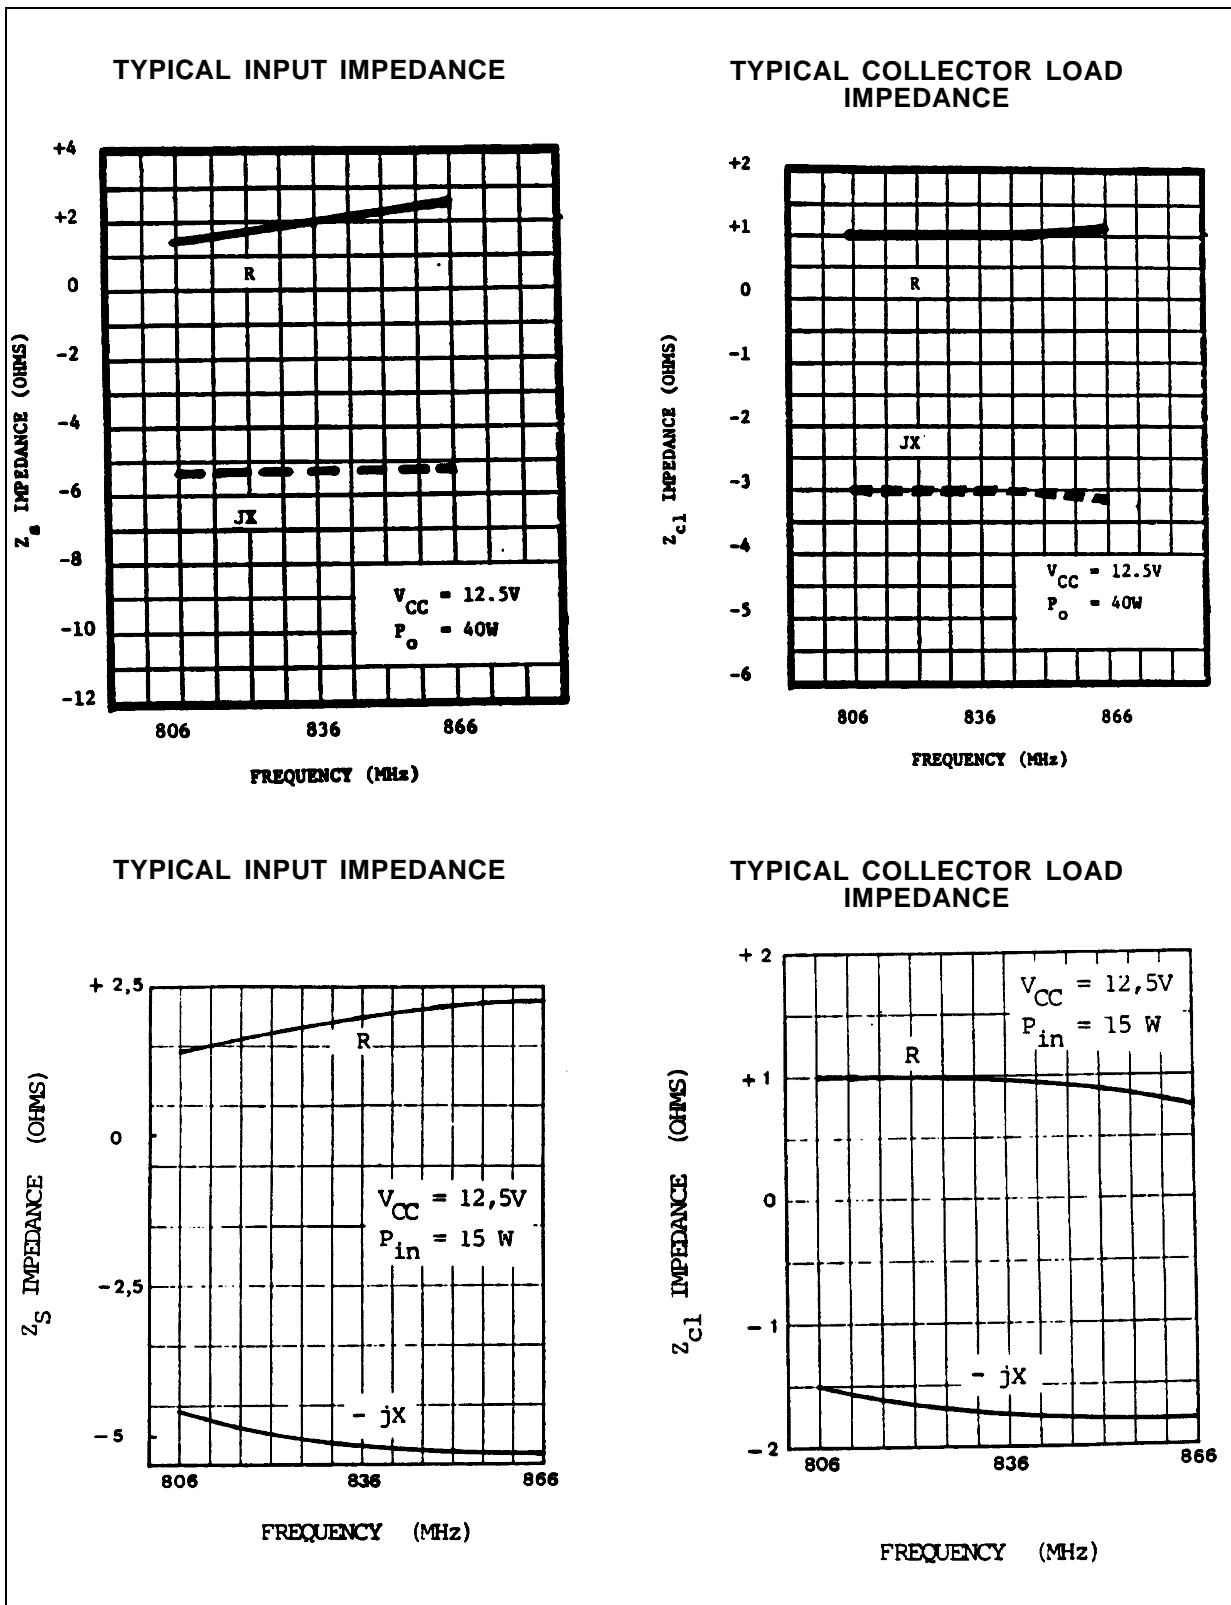 TYPICAL INPUT IMPEDANCE
+4
+2
0
-2
-4
-6
-8
-10
-12
Zs IMPEDANCE (OHMS)
R
JX
VCC = 12.5V
Po = 40W
806 836 866
FREQUENCY (MHz)
TYPICAL COLLECTOR LOAD
IMPEDANCE
+2
+1
0
-1
-2
-3
-4
-5
-6
Zcl IMPEDANCE (OHMS)
R
JX
VCC = 12.5V
Po = 40W
806 836 866
FREQUENCY (MHz)
TYPICAL INPUT IMPEDANCE
+ 2,5
0
-2,5
-5
ZS IMPEDANCE (OHMS)
R
VCC = 12,5V
Pin = 15 W
- jX
806 836 866
FREQUENCY (MHz)
TYPICAL COLLECTOR LOAD
IMPEDANCE
+ 2
+ 1
0
- 1
- 2
Zcl IMPEDANCE (OHMS)
VCC = 12,5V
Pin = 15 W
R
- jX
806 836 866
FREQUENCY (MHz)